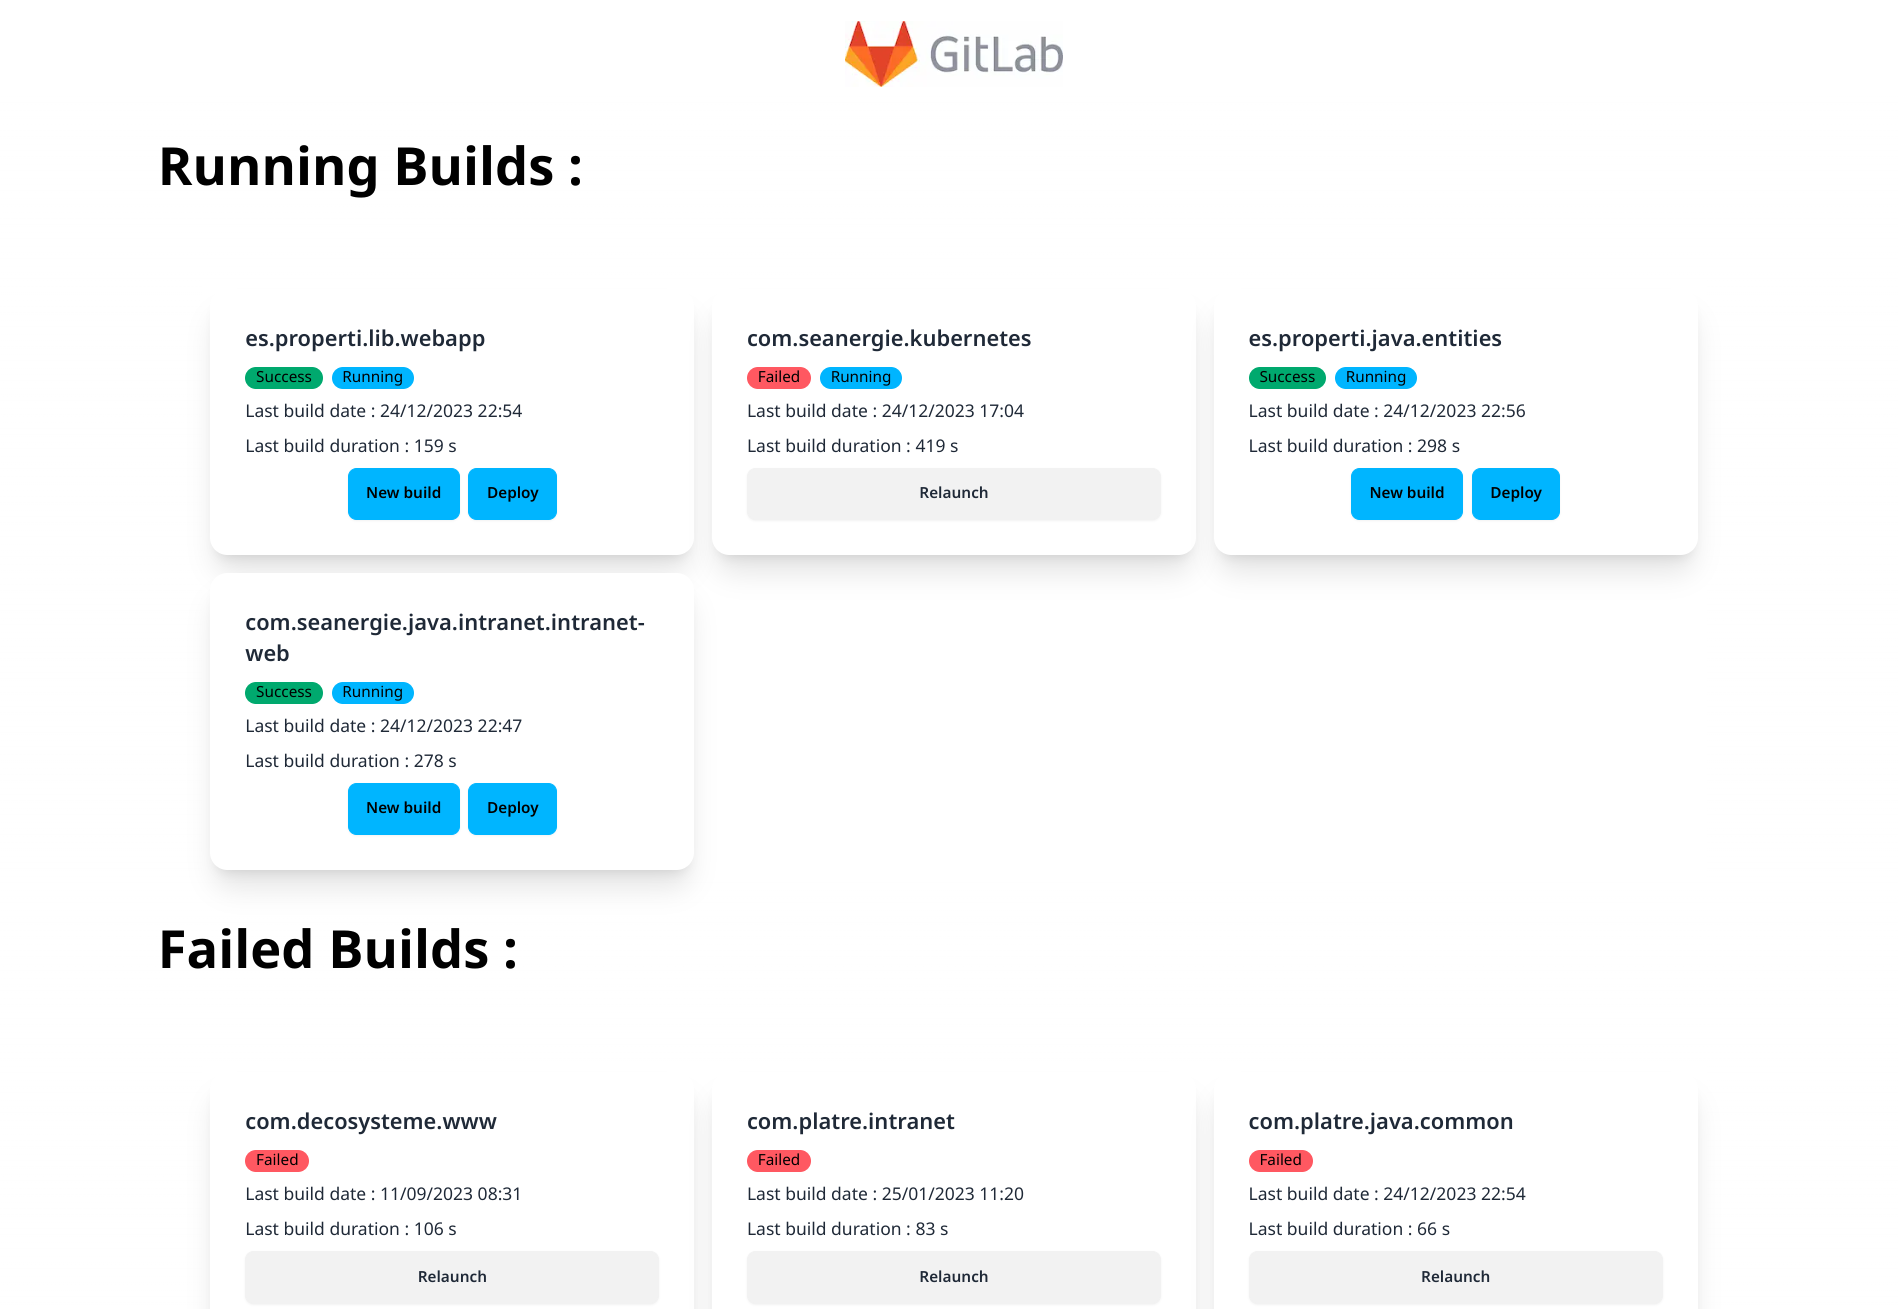 GitLab
Running Builds :
es.properti.lib.webapp
Success Running
Last build date : 24/12/2023 22:54
Last build duration : 159 s
New build Deploy
com.seanergie.kubernetes
Failed Running
Last build date : 24/12/2023 17:04
Last build duration : 419 s
Relaunch
es.properti.java.entities
Success Running
Last build date : 24/12/2023 22:56
Last build duration : 298 s
New build Deploy
com.seanergie.java.intranet.intranet-
web
Success Running
Last build date : 24/12/2023 22:47
Last build duration : 278 s
New build Deploy
Failed Builds :
com.decosysteme.www
Failed
Last build date : 11/09/2023 08:31
Last build duration : 106 s
Relaunch
com.platre.intranet
Failed
Last build date : 25/01/2023 11:20
Last build duration : 83 s
Relaunch
com.platre.java.common
Failed
Last build date : 24/12/2023 22:54
Last build duration : 66 s
Relaunch